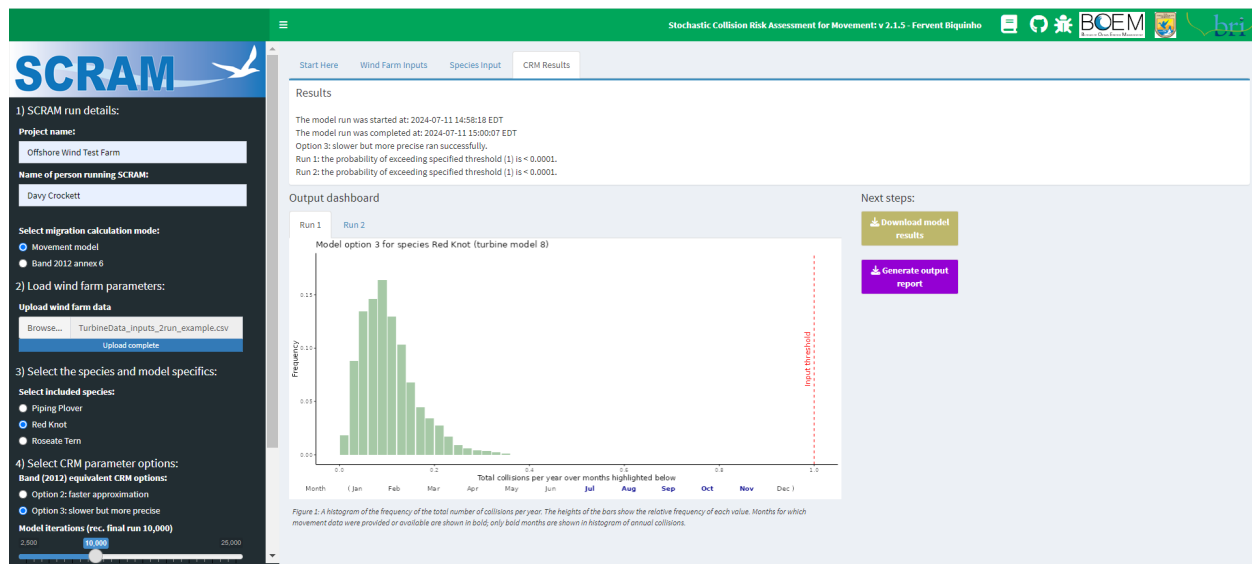 Stochastic Collision Risk Assessment for Movement: v 2.1.5 - Fervent Biquinho
BOEM
bri
SCRAM
1) SCRAM run details:
Project name:
Offshore Wind Test Farm
Name of person running SCRAM:
Davy Crockett
Select migration calculation mode:
Movement model
Band 2012 annex 6
2) Load wind farm parameters:
Upload wind farm data
Browse... TurbineData_inputs_2run_example.csv
Upload complete
3) Select the species and model specifics:
Select included species:
Piping Plover
Red Knot
Roseate Tern
4) Select CRM parameter options:
Band (2012) equivalent CRM options:
Option 2: faster approximation
Option 3: slower but more precise
Model iterations (rec. final run 10,000)
2,500 10,000 25,000
Start Here Wind Farm Inputs Species Input CRM Results
Results
The model run was started at: 2024-07-11 14:58:18 EDT
The model run was completed at: 2024-07-11 15:00:07 EDT
Option 3: slower but more precise ran successfully.
Run 1: the probability of exceeding specified threshold (1) is < 0.0001.
Run 2: the probability of exceeding specified threshold (1) is < 0.0001.
Output dashboard
Run 1 Run 2
Model option 3 for species Red Knot (turbine model 8)
Frequency
0.15
0.10
0.05
0.00
Input threshold
0.0 0.2 0.4 0.6 0.8 1.0
Total collisions per year over months highlighted below
Month ( Jan Feb Mar Apr May Jun Jul Aug Sep Oct Nov Dec )
Figure 1: A histogram of the frequency of the total number of collisions per year. The heights of the bars show the relative frequency of each value. Months for which
movement data were provided or available are shown in bold; only bold months are shown in histogram of annual collisions.
Next steps:
Download model
results
Generate output
report